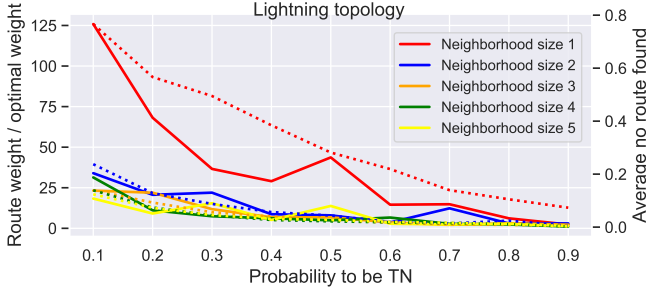 Lightning topology
Route weight / optimal weight
125
100
75
50
25
0
Neighborhood size 1
Neighborhood size 2
Neighborhood size 3
Neighborhood size 4
Neighborhood size 5
0.8
0.6
0.4
0.2
0.0
Average no route found
0.1 0.2 0.3 0.4 0.5 0.6 0.7 0.8 0.9
Probability to be TN